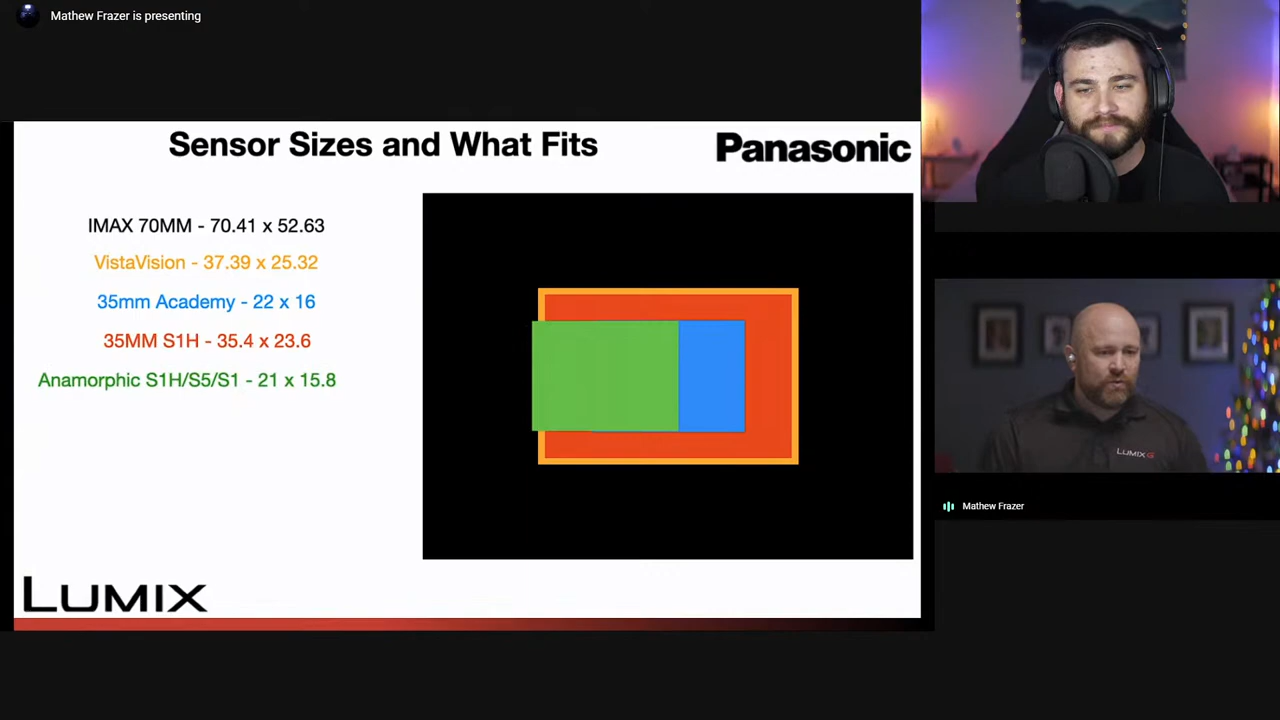 Mathew Frazer is presenting
Sensor Sizes and What Fits
Panasonic
IMAX 70MM - 70.41 x 52.63
VistaVision - 37.39 x 25.32
35mm Academy - 22 x 16
35MM S1H - 35.4 x 23.6
Anamorphic S1H/S5/S1 - 21 x 15.8
LUMIX
LUMIX G
Mathew Frazer